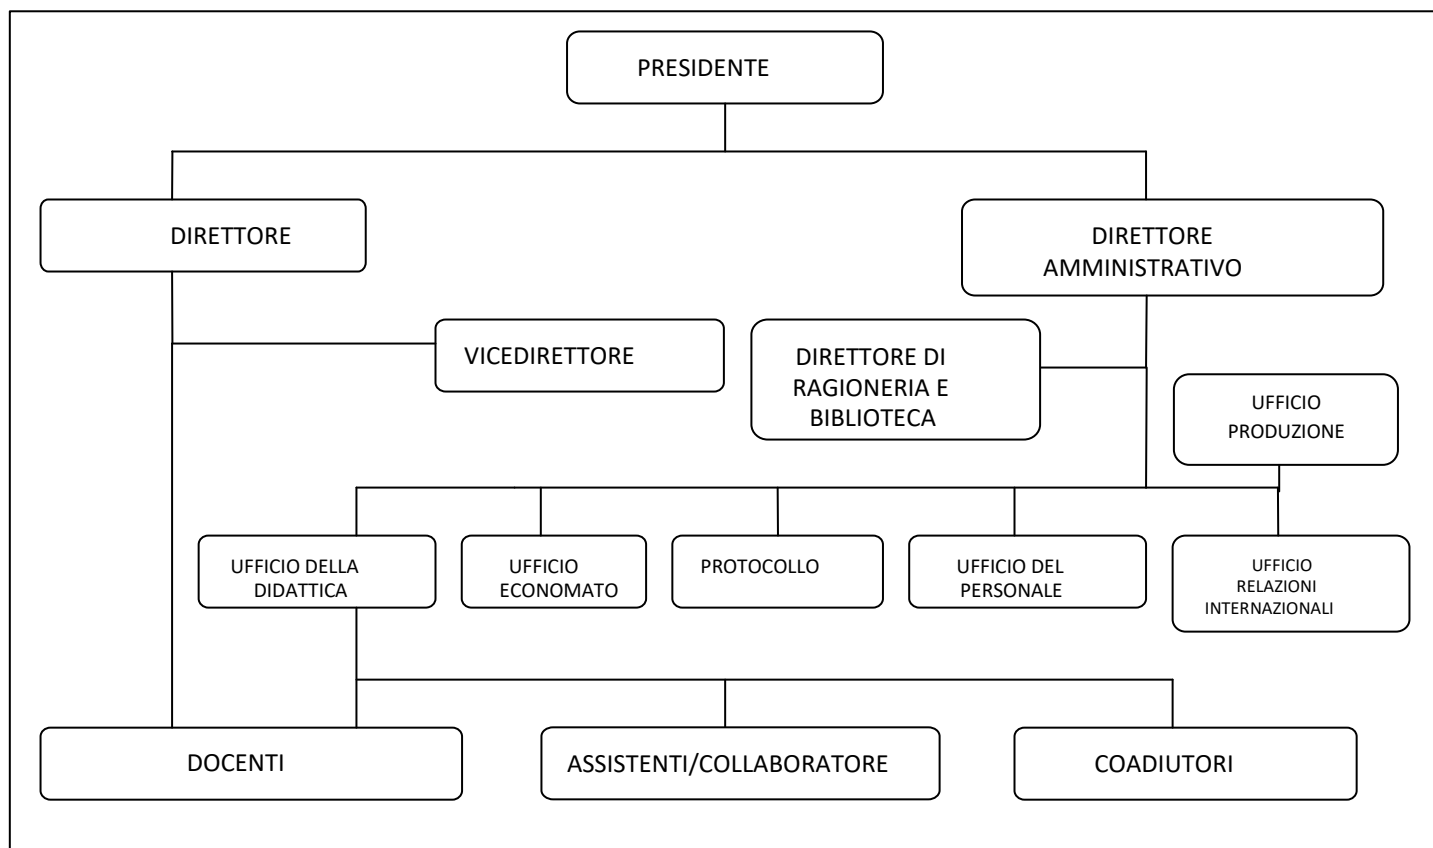 PRESIDENTE
DIRETTORE
DIRETTORE
AMMINISTRATIVO
VICEDIRETTORE
DIRETTORE DI
RAGIONERIA E
BIBLIOTECA
UFFICIO
PRODUZIONE
UFFICIO DELLA
DIDATTICA
UFFICIO
ECONOMATO
PROTOCOLLO
UFFICIO DEL
PERSONALE
UFFICIO
RELAZIONI
INTERNAZIONALI
DOCENTI
ASSISTENTI/COLLABORATORE
COADIUTORI